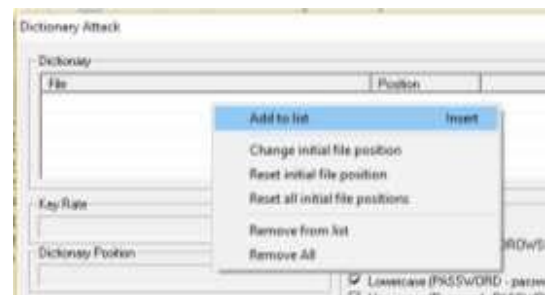 Dictionary Attack
Dictionary
File Position
Add to list Insert
Change initial file position
Reset initial file position
Reset all initial file positions
Key Rate
Remove from list
Dictionary Position
Remove All
Lowercase (PASSWORD - passw